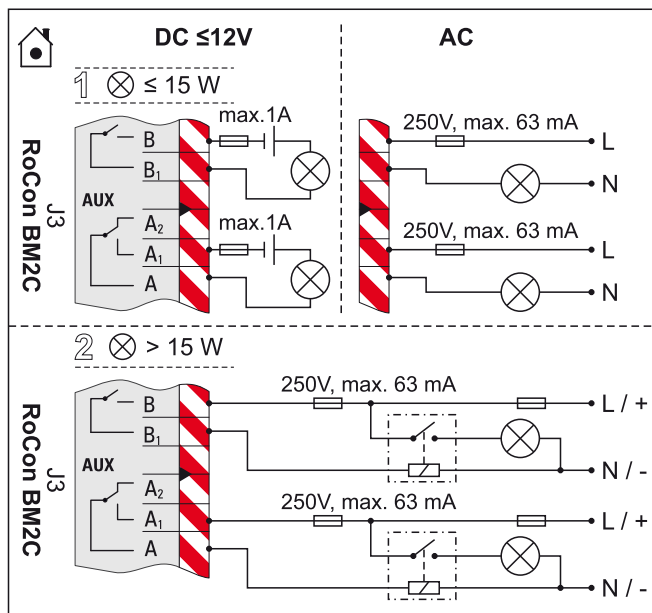 DC ≤12V
AC
1 ≤ 15 W
RoCon BM2C
J3
AUX
B
B1
A2
A1
A
max.1A
max.1A
250V, max. 63 mA
L
N
250V, max. 63 mA
L
N
2 > 15 W
RoCon BM2C
J3
AUX
B
B1
A2
A1
A
250V, max. 63 mA
L / +
N / -
250V, max. 63 mA
L / +
N / -